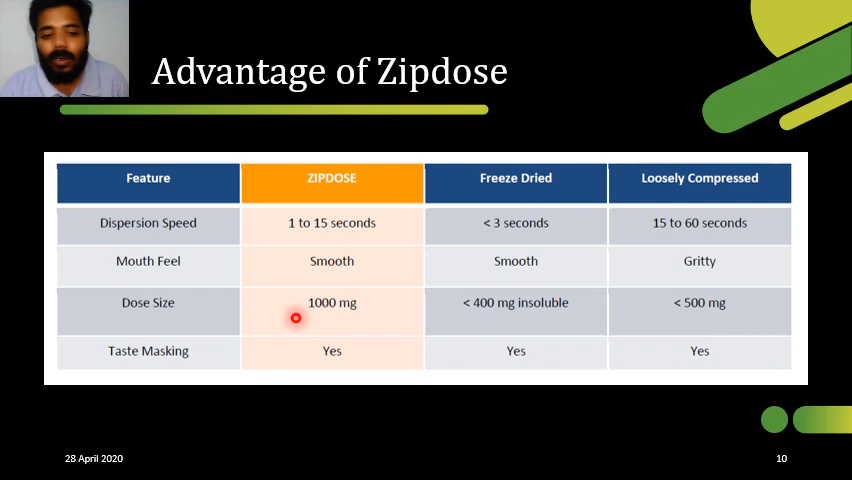 Advantage of Zipdose
Feature ZIPDOSE Freeze Dried Loosely Compressed
Dispersion Speed 1 to 15 seconds < 3 seconds 15 to 60 seconds
Mouth Feel Smooth Smooth Gritty
Dose Size 1000 mg < 400 mg insoluble < 500 mg
Taste Masking Yes Yes Yes
28 April 2020 10